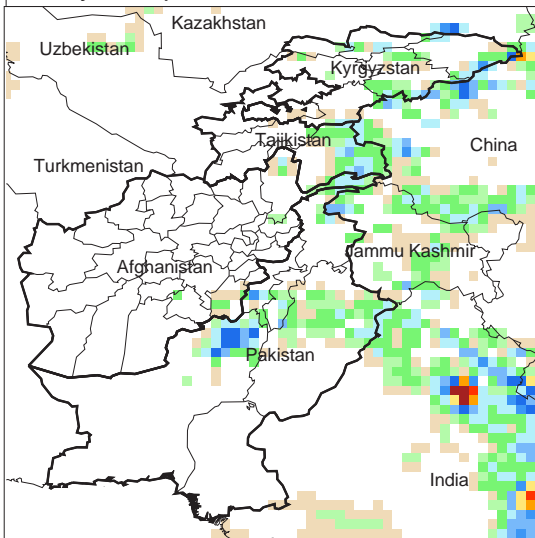 Kazakhstan
Uzbekistan
Kyrgyzstan
Tajikistan
China
Turkmenistan
Jammu Kashmir
Afghanistan
Pakistan
India